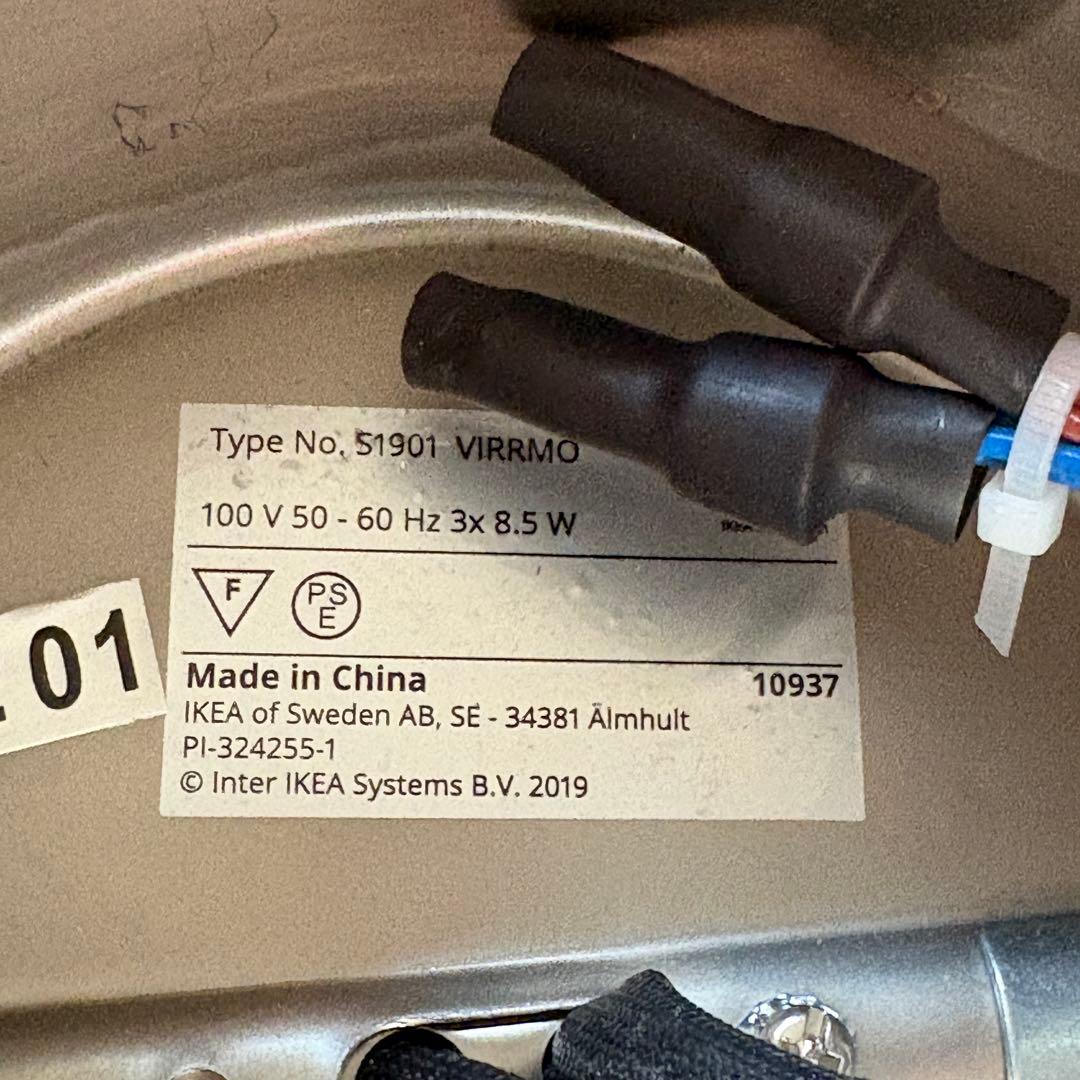 Type No. S1901 VIRRMO
100 V 50 - 60 Hz 3x 8.5 W
F
PS
E
.01
Made in China 10937
IKEA of Sweden AB, SE - 34381 Älmhult
PI-324255-1
© Inter IKEA Systems B.V. 2019